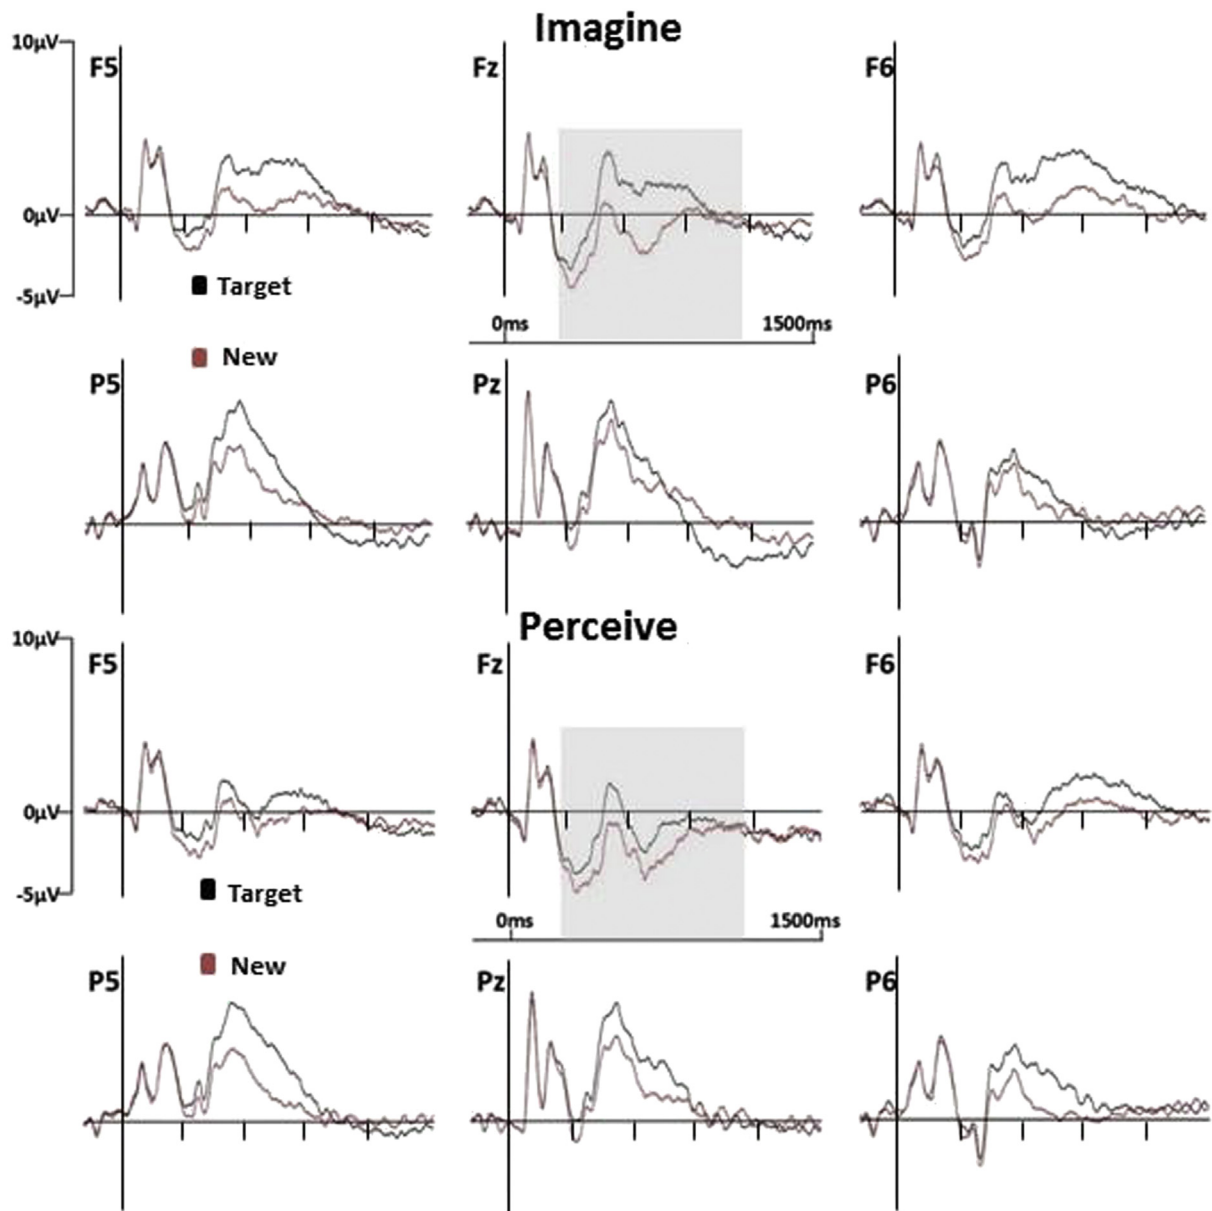 Imagine
10µV
F5
Fz
F6
0µV
-5µV
Target
0ms
1500ms
New
P5
Pz
P6
Perceive
10µV
F5
Fz
F6
0µV
-5µV
Target
0ms
1500ms
New
P5
Pz
P6